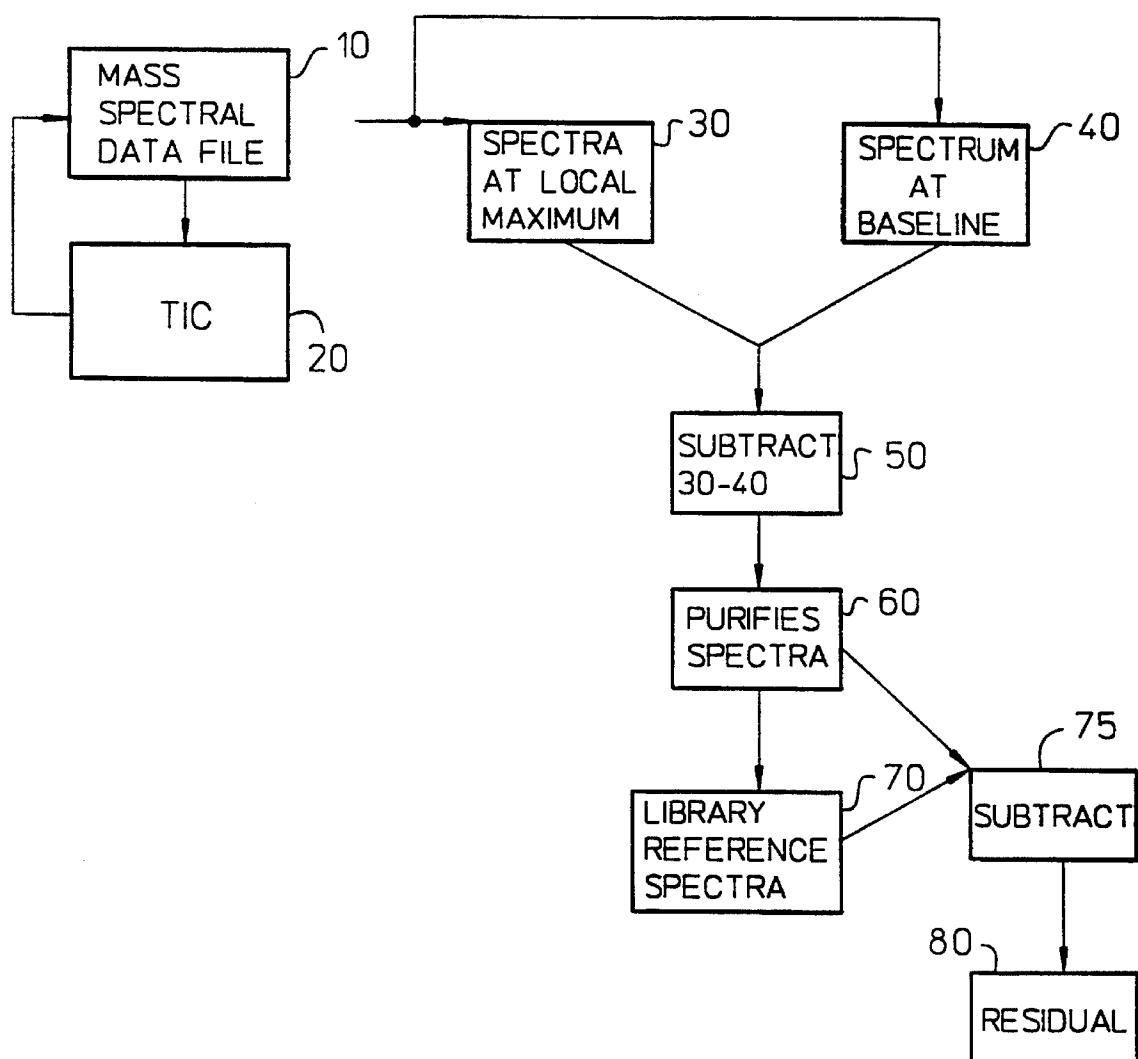 10
MASS
SPECTRAL
DATA FILE
TIC
20
30
SPECTRA
AT LOCAL
MAXIMUM
40
SPECTRUM
AT
BASELINE
SUBTRACT
30-40
50
60
PURIFIES
SPECTRA
70
LIBRARY
REFERENCE
SPECTRA
75
SUBTRACT
80
RESIDUAL